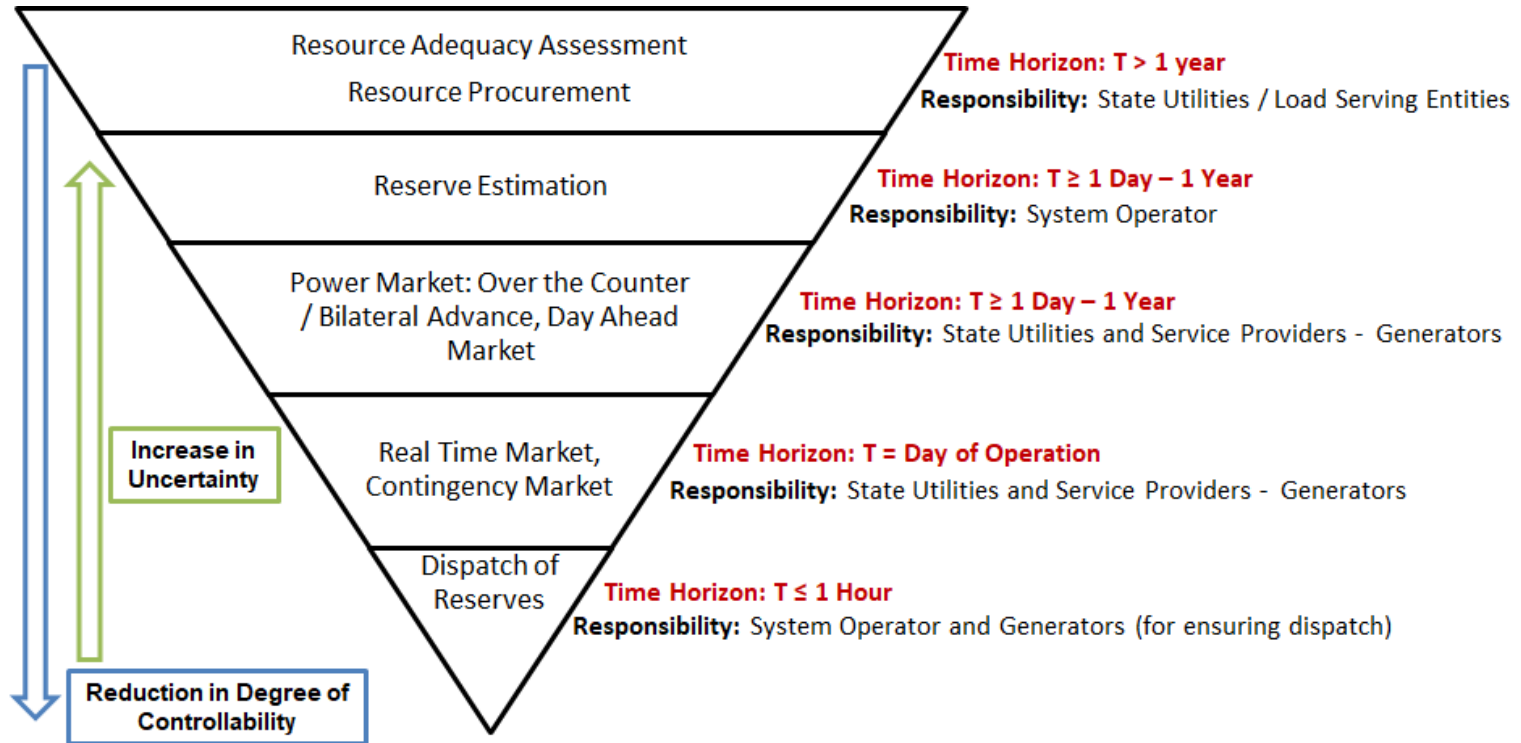 Resource Adequacy Assessment
Resource Procurement
Time Horizon: T > 1 year
Responsibility: State Utilities / Load Serving Entities
Reserve Estimation
Time Horizon: T ≥ 1 Day – 1 Year
Responsibility: System Operator
Power Market: Over the Counter
/ Bilateral Advance, Day Ahead
Market
Time Horizon: T ≥ 1 Day – 1 Year
Responsibility: State Utilities and Service Providers - Generators
Increase in
Uncertainty
Real Time Market,
Contingency Market
Time Horizon: T = Day of Operation
Responsibility: State Utilities and Service Providers - Generators
Dispatch of
Reserves
Time Horizon: T ≤ 1 Hour
Responsibility: System Operator and Generators (for ensuring dispatch)
Reduction in Degree of
Controllability